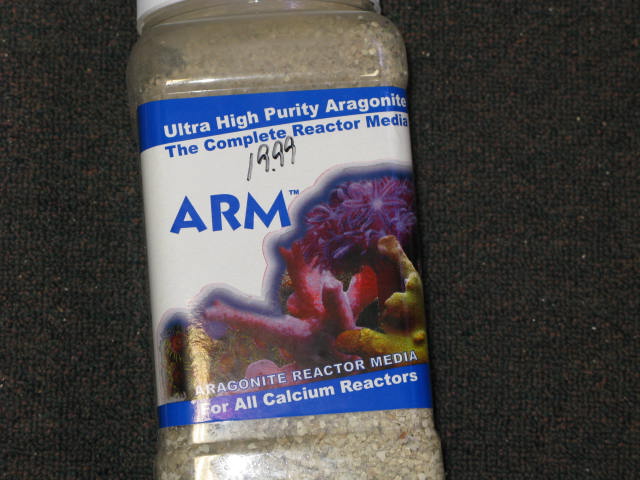 Ultra High Purity Aragonite
The Complete Reactor Media
19.99
ARM™
ARAGONITE REACTOR MEDIA
For All Calcium Reactors